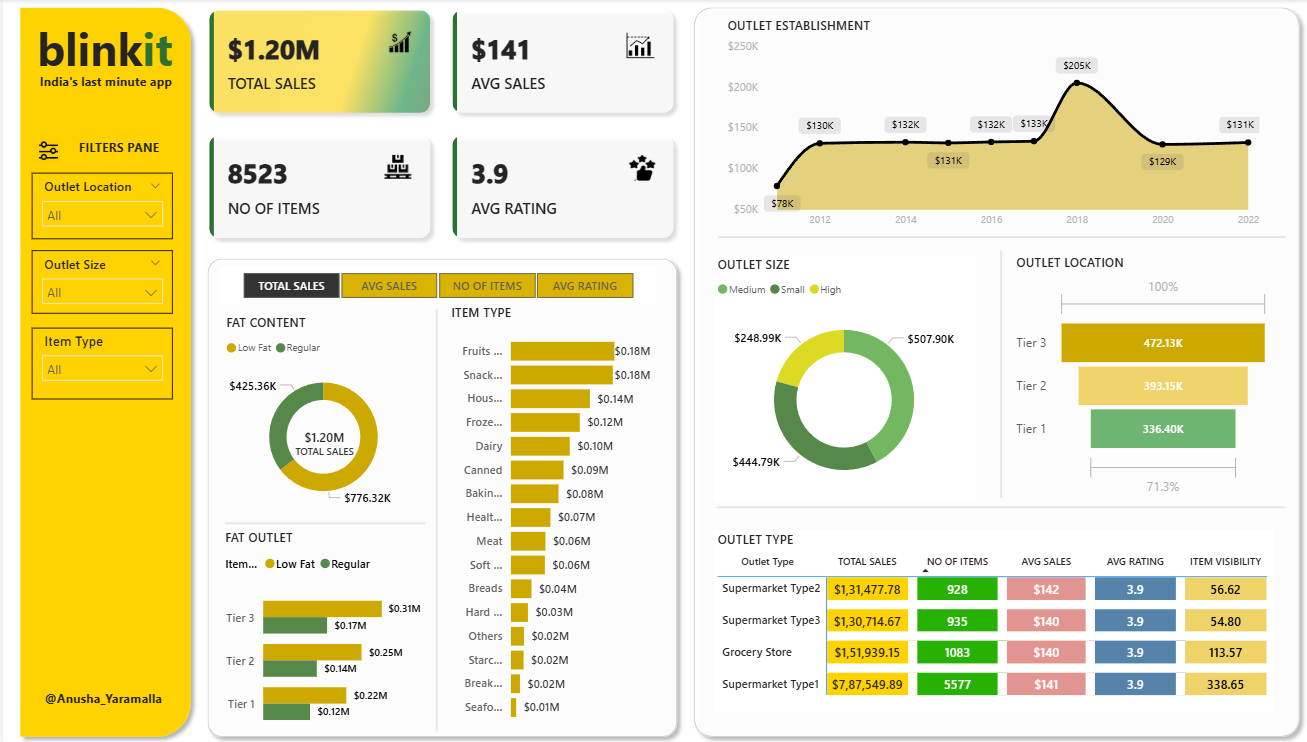 blinkit
India's last minute app
FILTERS PANE
Outlet Location
All
Outlet Size
All
Item Type
All
@Anusha_Yaramalla
$1.20M
TOTAL SALES
$141
AVG SALES
8523
NO OF ITEMS
3.9
AVG RATING
TOTAL SALES AVG SALES NO OF ITEMS AVG RATING
FAT CONTENT
Low Fat Regular
$425.36K
$1.20M
TOTAL SALES
$776.32K
FAT OUTLET
Item... Low Fat Regular
Tier 3 $0.31M
$0.17M
Tier 2 $0.25M
$0.14M
Tier 1 $0.22M
$0.12M
ITEM TYPE
Fruits ... $0.18M
Snack... $0.18M
Hous... $0.14M
Froze... $0.12M
Dairy $0.10M
Canned $0.09M
Bakin... $0.08M
Healt... $0.07M
Meat $0.06M
Soft ... $0.06M
Breads $0.04M
Hard ... $0.03M
Others $0.02M
Starc... $0.02M
Break... $0.02M
Seafo... $0.01M
OUTLET ESTABLISHMENT
$250K
$200K
$150K
$100K
$50K
$78K
$130K
$132K
$131K
$132K
$133K
$205K
$129K
$131K
2012 2014 2016 2018 2020 2022
OUTLET SIZE
Medium Small High
$248.99K
$507.90K
$444.79K
OUTLET LOCATION
100%
Tier 3 472.13K
Tier 2 393.15K
Tier 1 336.40K
71.3%
OUTLET TYPE
Outlet Type TOTAL SALES NO OF ITEMS AVG SALES AVG RATING ITEM VISIBILITY
Supermarket Type2 $1,31,477.78 928 $142 3.9 56.62
Supermarket Type3 $1,30,714.67 935 $140 3.9 54.80
Grocery Store $1,51,939.15 1083 $140 3.9 113.57
Supermarket Type1 $7,87,549.89 5577 $141 3.9 338.65